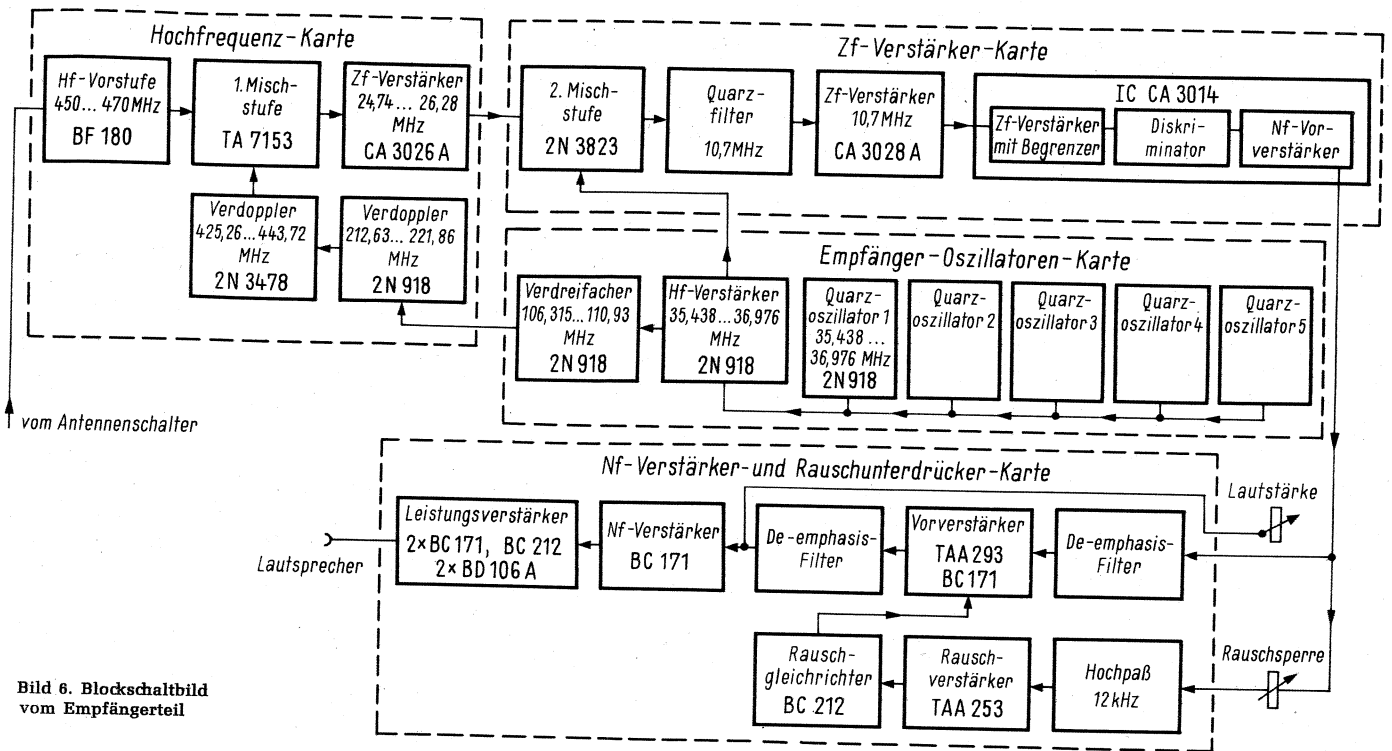 Hochfrequenz-Karte
Hf-Vorstufe
450... 470MHz
BF 180
1. Misch-
stufe
TA 7153
Zf-Verstärker
24,74 ... 26,28
MHz
CA 3026 A
Verdoppler
425,26...443,72
MHz
2N 3478
Verdoppler
212,63... 221,86
MHz
2N 918
vom Antennenschalter
Zf-Verstärker-Karte
2. Misch-
stufe
2N 3823
Quarz-
filter
10,7MHz
Zf-Verstärker
10,7MHz
CA 3028 A
IC CA 3014
Zf-Verstärker
mit Begrenzer
Diskri-
minator
Nf-Vor-
verstärker
Empfänger-Oszillatoren-Karte
Verdreifacher
106,315...110,93
MHz
2N 918
Hf-Verstärker
35,438...36,976
MHz
2N 918
Quarz-
oszillator 1
35,438 ...
36,976 MHz
2N 918
Quarz-
oszillator 2
Quarz-
oszillator 3
Quarz-
oszillator 4
Quarz-
oszillator 5
Nf-Verstärker-und Rauschunterdrücker-Karte
Lautsprecher
Leistungsverstärker
2×BC 171, BC 212
2× BD 106 A
Nf-Verstärker
BC 171
De-emphasis-
Filter
Vorverstärker
TAA 293
BC 171
De-emphasis-
Filter
Lautstärke
Rausch-
gleichrichter
BC 212
Rausch-
verstärker
TAA 253
Hochpaß
12 kHz
Rauschsperre
Bild 6. Blockschaltbild
vom Empfängerteil